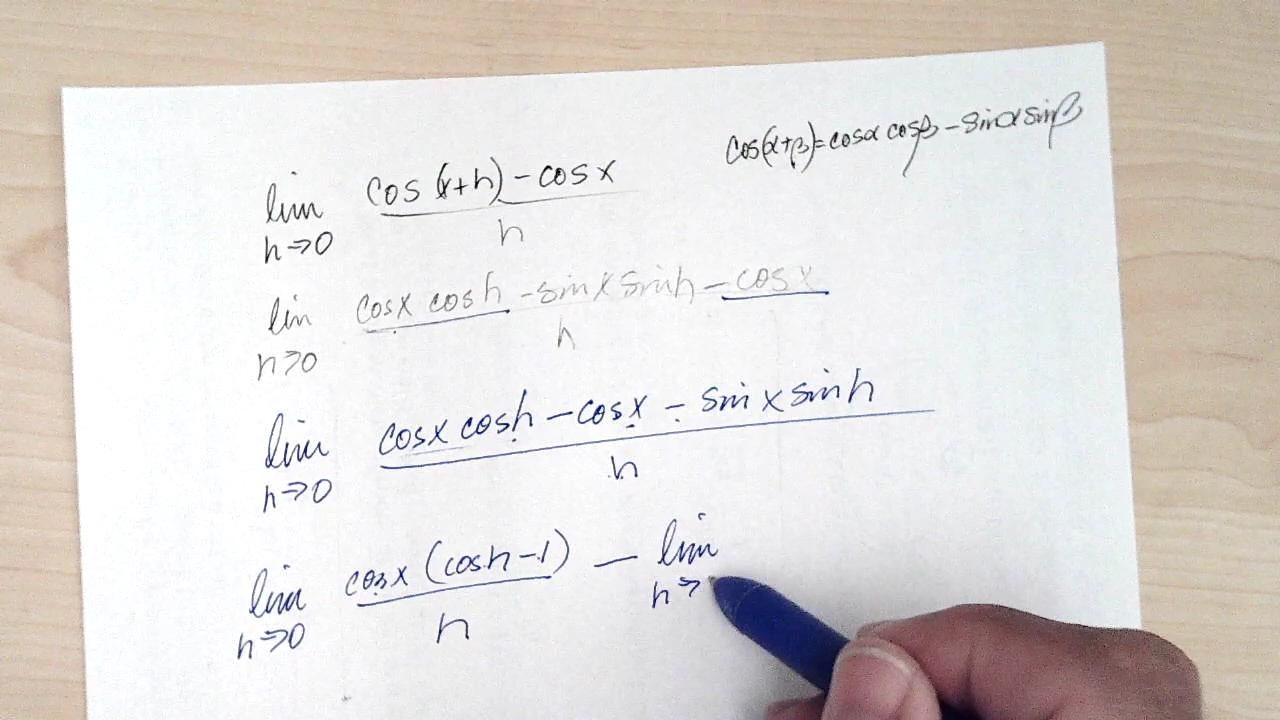 cos(α+β)=cosα cosβ - sinα sinβ
lim cos (x+h) - cosx
h→0 h
lim cosx cosh - sinx sinh - cosx
h→0 h
lim cosx cosh - cosx - sinx sinh
h→0 h
lim cosx (cosh - 1) - lim
h→0 h h→